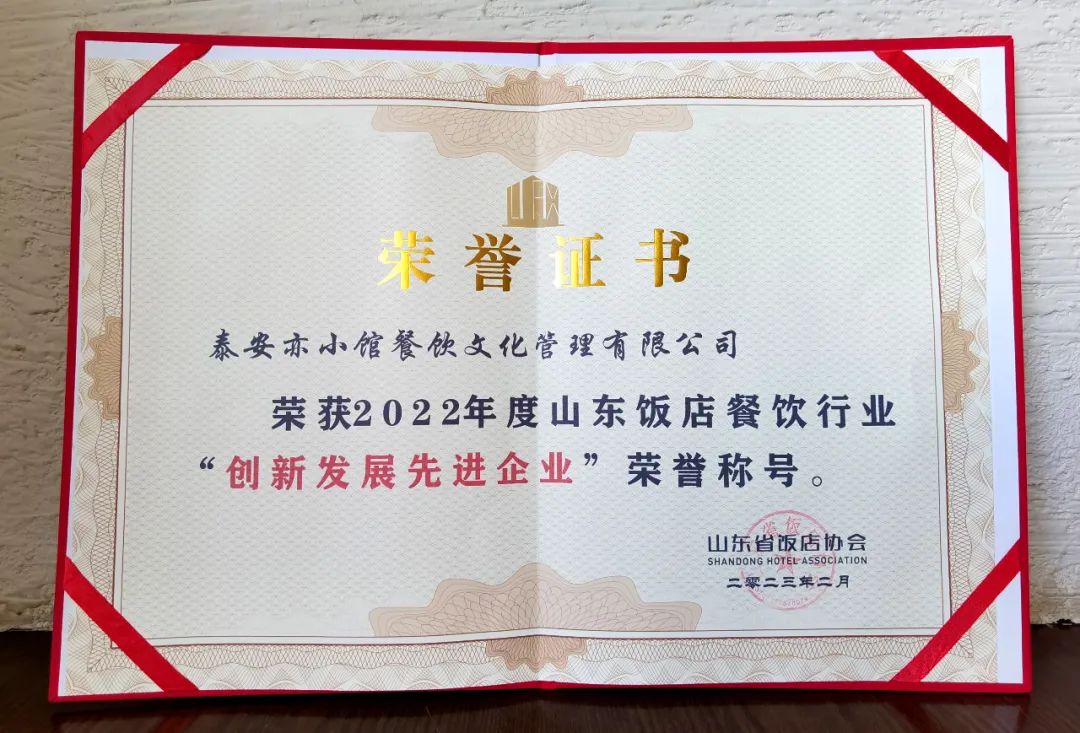 荣誉证书
泰安亦小馆餐饮文化管理有限公司
荣获2022年度山东饭店餐饮行业
“创新发展先进企业”荣誉称号。
山东省饭店协会
SHANDONG HOTEL ASSOCIATION
二零二三年二月